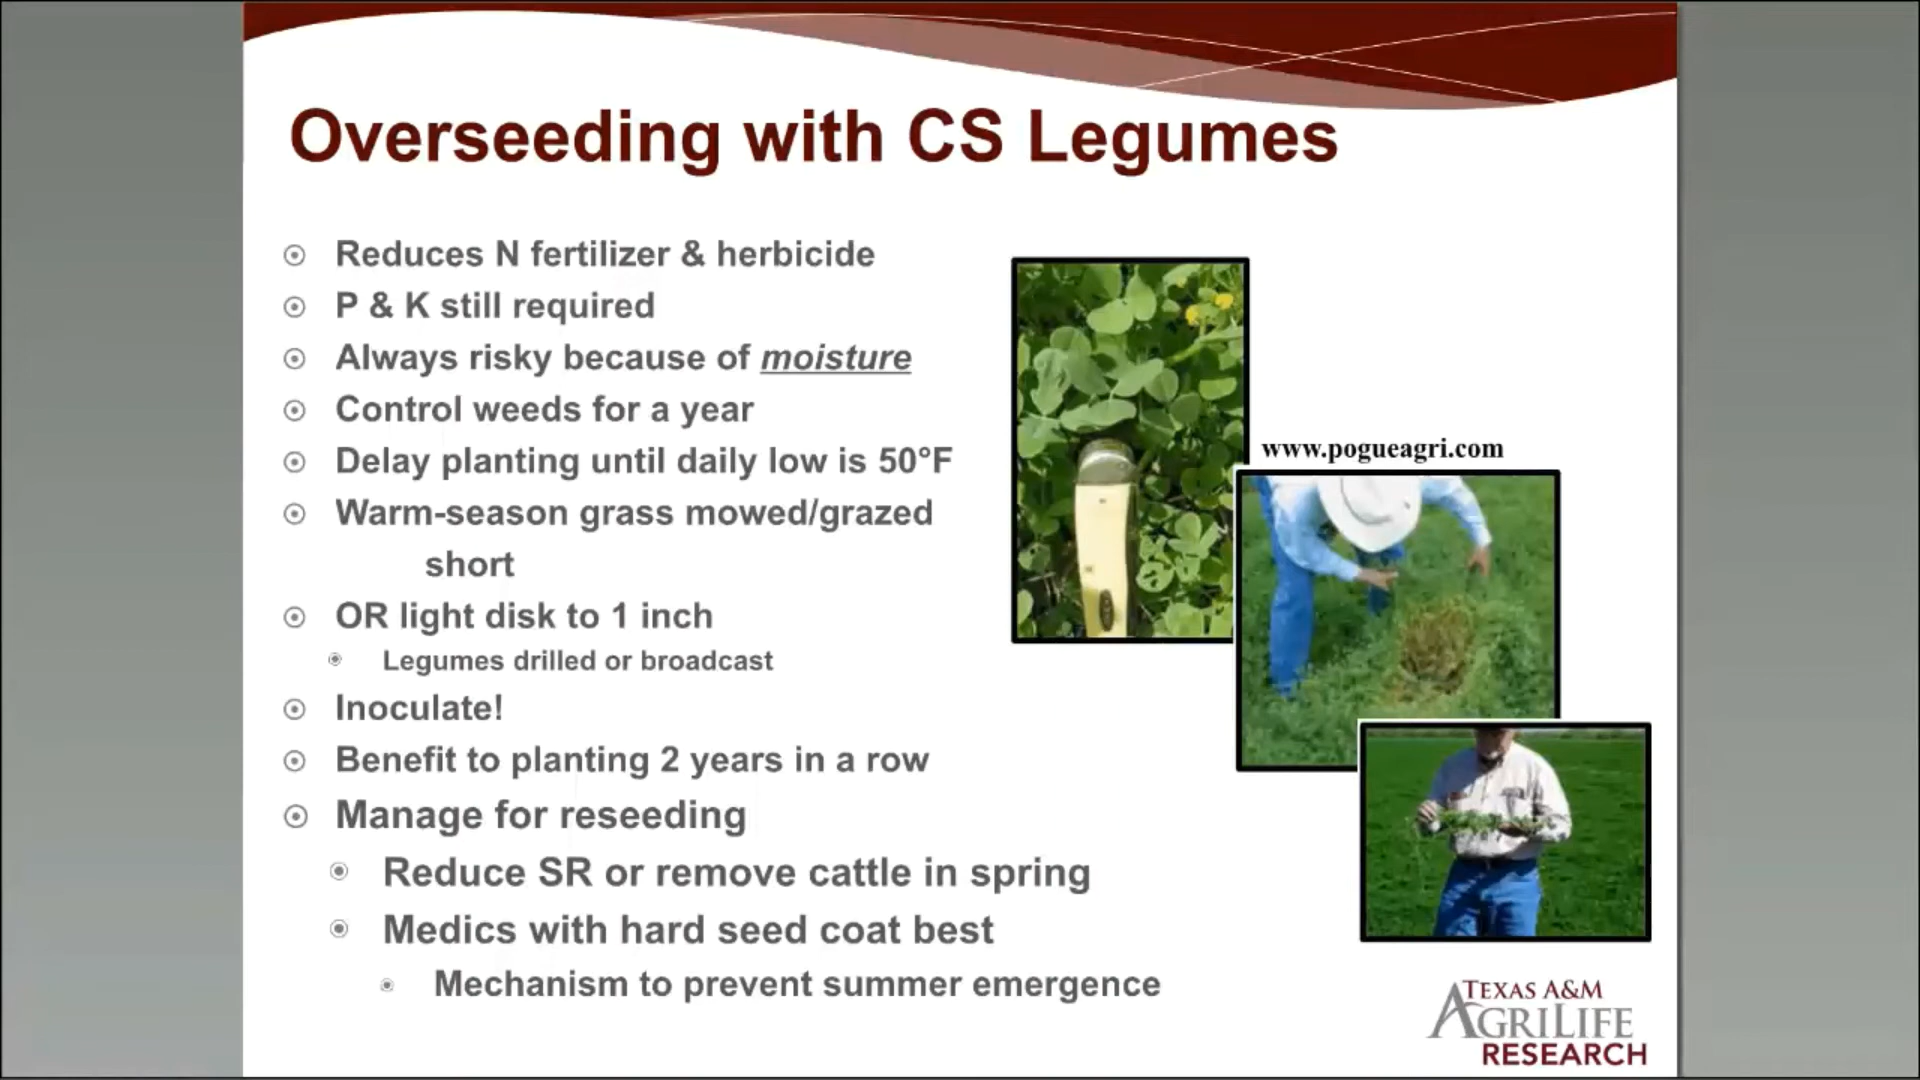 Overseeding with CS Legumes
Reduces N fertilizer & herbicide
P & K still required
Always risky because of moisture
Control weeds for a year
Delay planting until daily low is 50°F
Warm-season grass mowed/grazed
short
OR light disk to 1 inch
Legumes drilled or broadcast
Inoculate!
Benefit to planting 2 years in a row
Manage for reseeding
Reduce SR or remove cattle in spring
Medics with hard seed coat best
Mechanism to prevent summer emergence
www.pogueagri.com
TEXAS A&M
AGRILIFE
RESEARCH